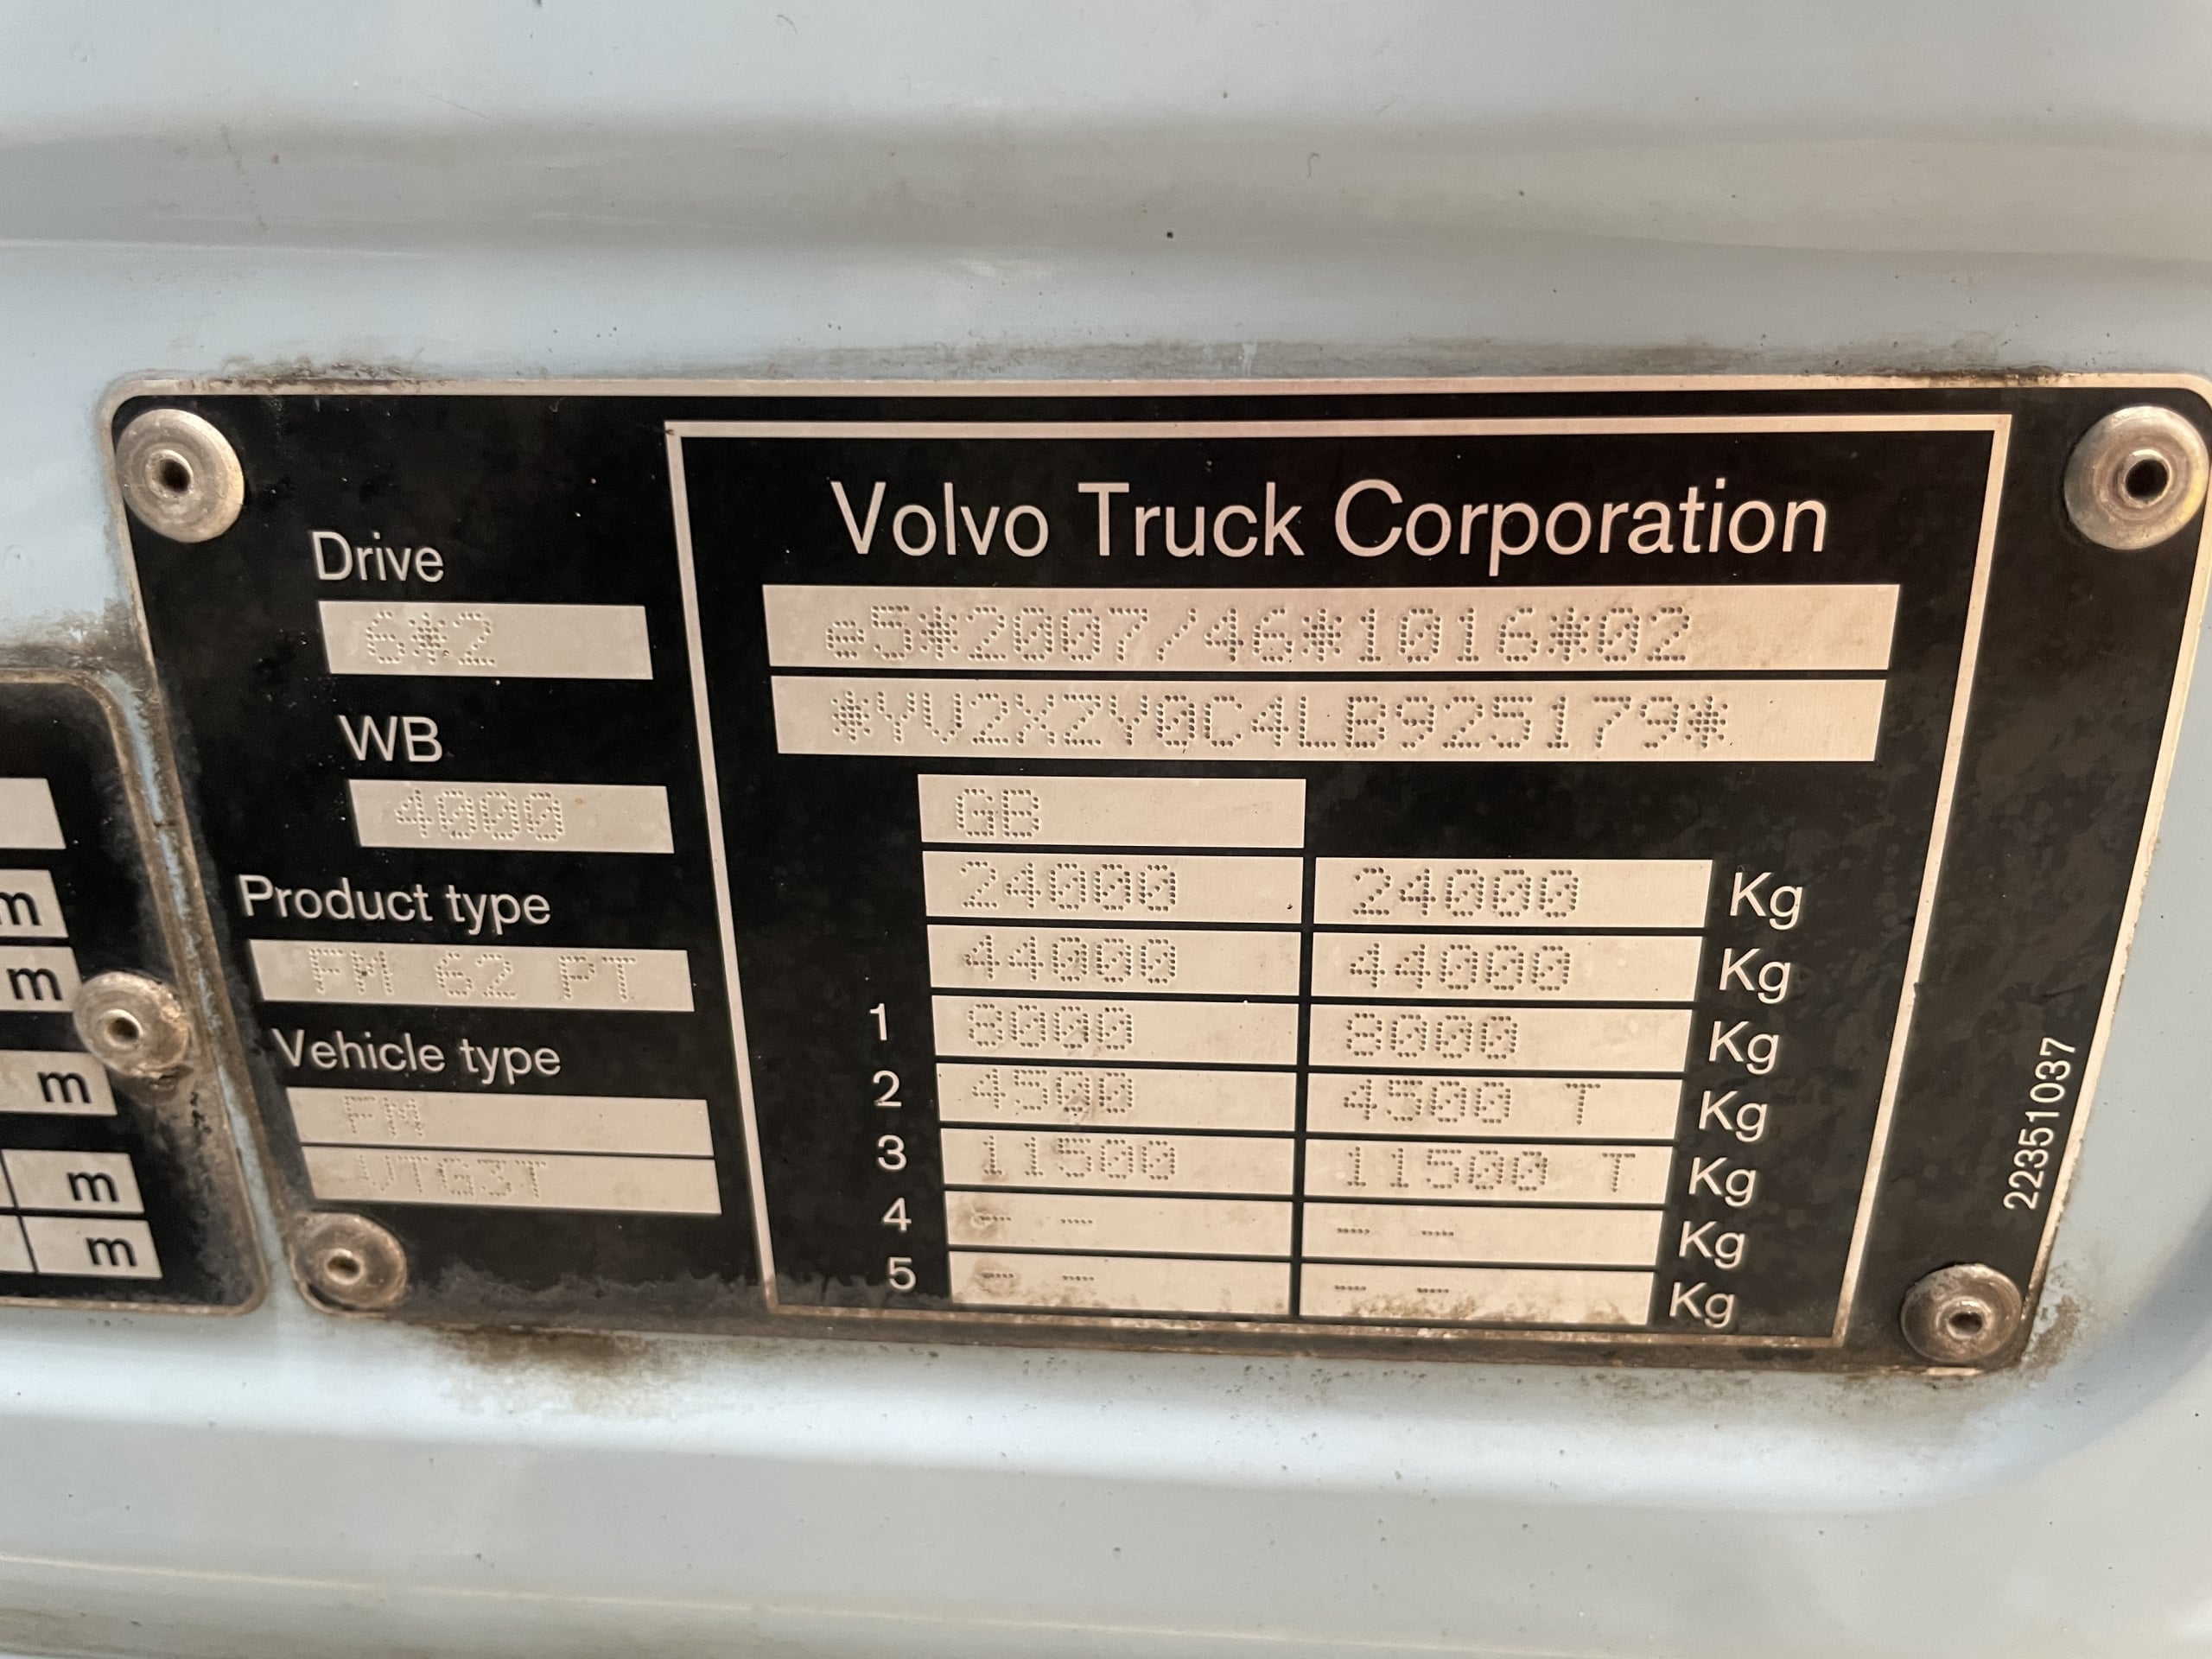 Volvo Truck Corporation
Drive
6*2
WB
4000
Product type
FM 62 PT
Vehicle type
FM
VTG3T
e5*2007/46*1016*02
*YV2XZY0C4LB925179*
GB
24000 24000 Kg
44000 44000 Kg
1 8000 8000 Kg
2 4500 4500 T Kg
3 11500 11500 T Kg
4 -- -- -- -- Kg
5 -- -- -- -- Kg
22351037
m
m
m
m
m